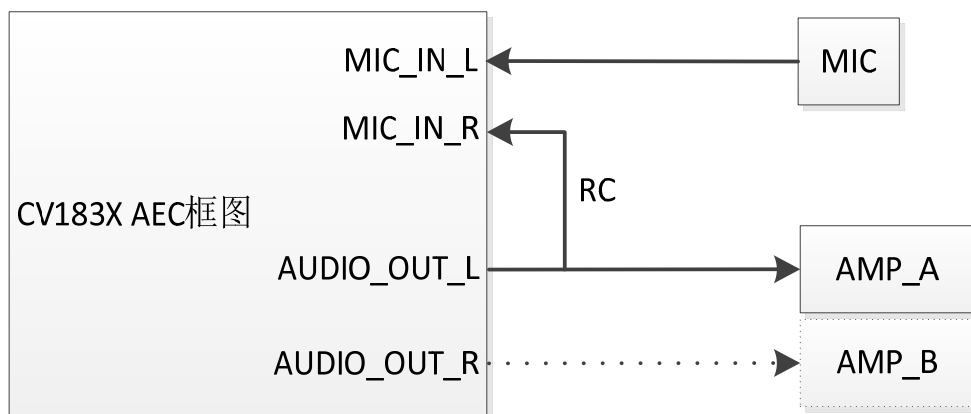 MIC_IN_L
MIC
MIC_IN_R
RC
CV183X AEC框图
AUDIO_OUT_L
AMP_A
AUDIO_OUT_R
AMP_B